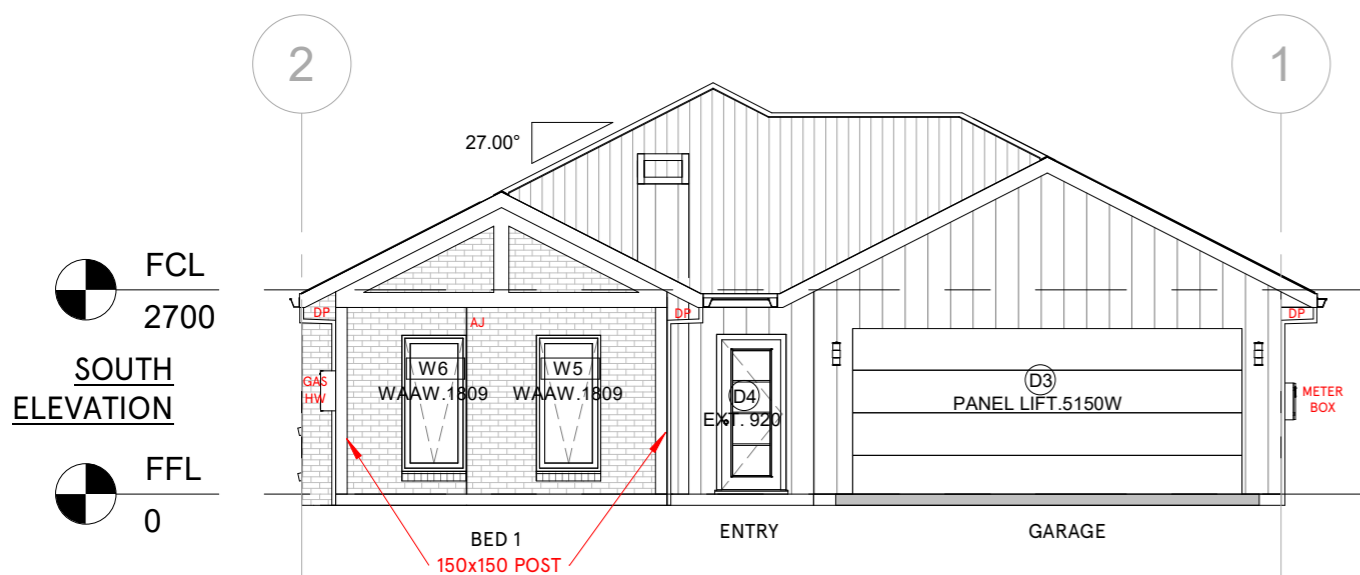 2
1
27.00°
FCL
2700
SOUTH
ELEVATION
FFL
0
DP
AJ
DP
DP
GAS
HW
W6
WAAW.1809
W5
WAAW.1809
D4
EXT. 920
D3
PANEL LIFT.5150W
METER
BOX
BED 1
150x150 POST
ENTRY
GARAGE